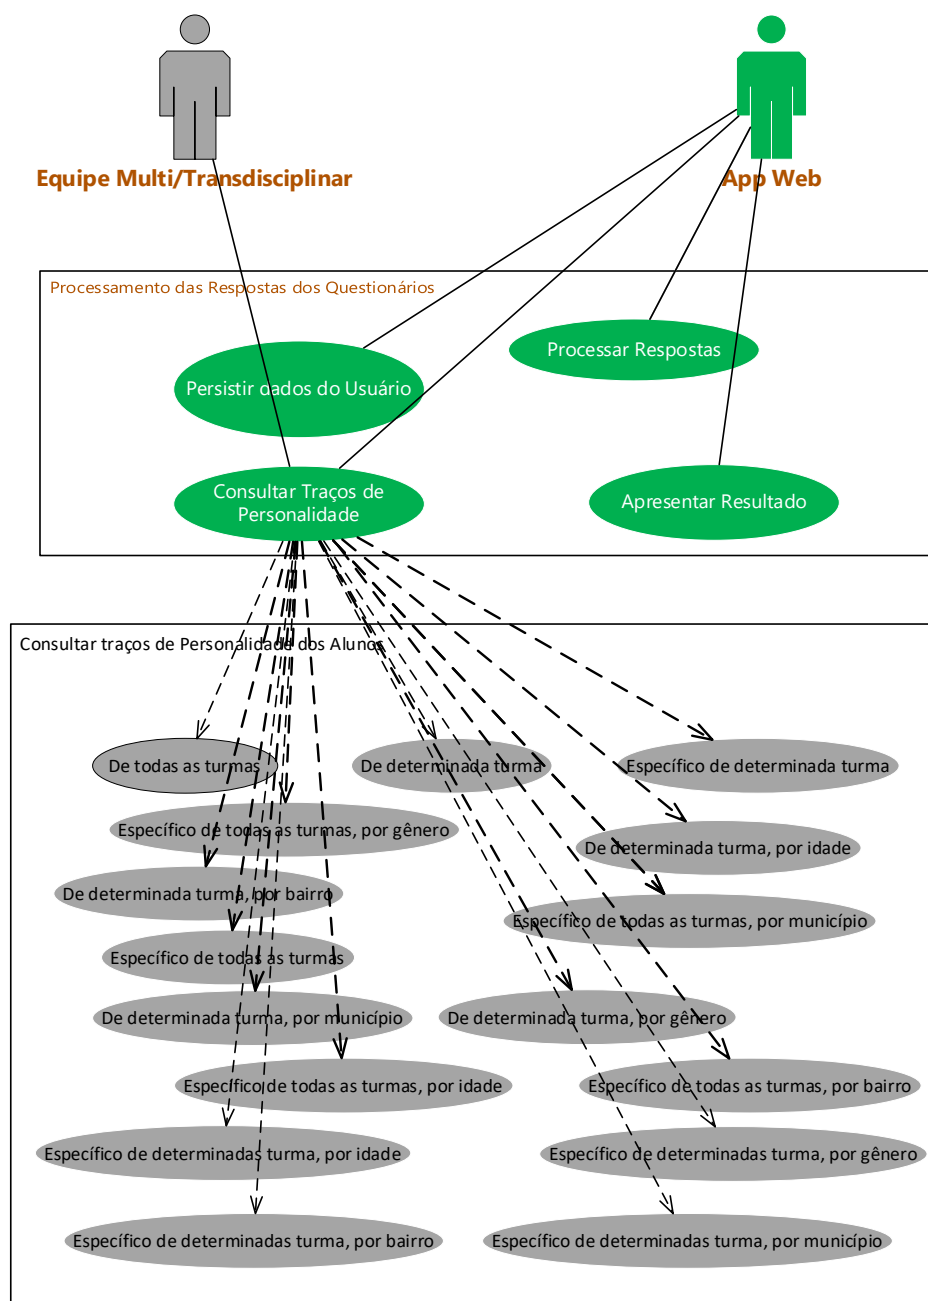 Equipe Multi/Transdisciplinar
App Web
Processamento das Respostas dos Questionários
Processar Respostas
Persistir dados do Usuário
Consultar Traços de
Personalidade
Apresentar Resultado
Consultar traços de Personalidade dos Alunos
De todas as turmas
De determinada turma
Específico de determinada turma
Específico de todas as turmas, por gênero
De determinada turma, por idade
De determinada turma, por bairro
Específico de todas as turmas, por município
Específico de todas as turmas
De determinada turma, por município
De determinada turma, por gênero
Específico de todas as turmas, por idade
Específico de todas as turmas, por bairro
Específico de determinadas turma, por idade
Específico de determinadas turma, por gênero
Específico de determinadas turma, por bairro
Específico de determinadas turma, por município